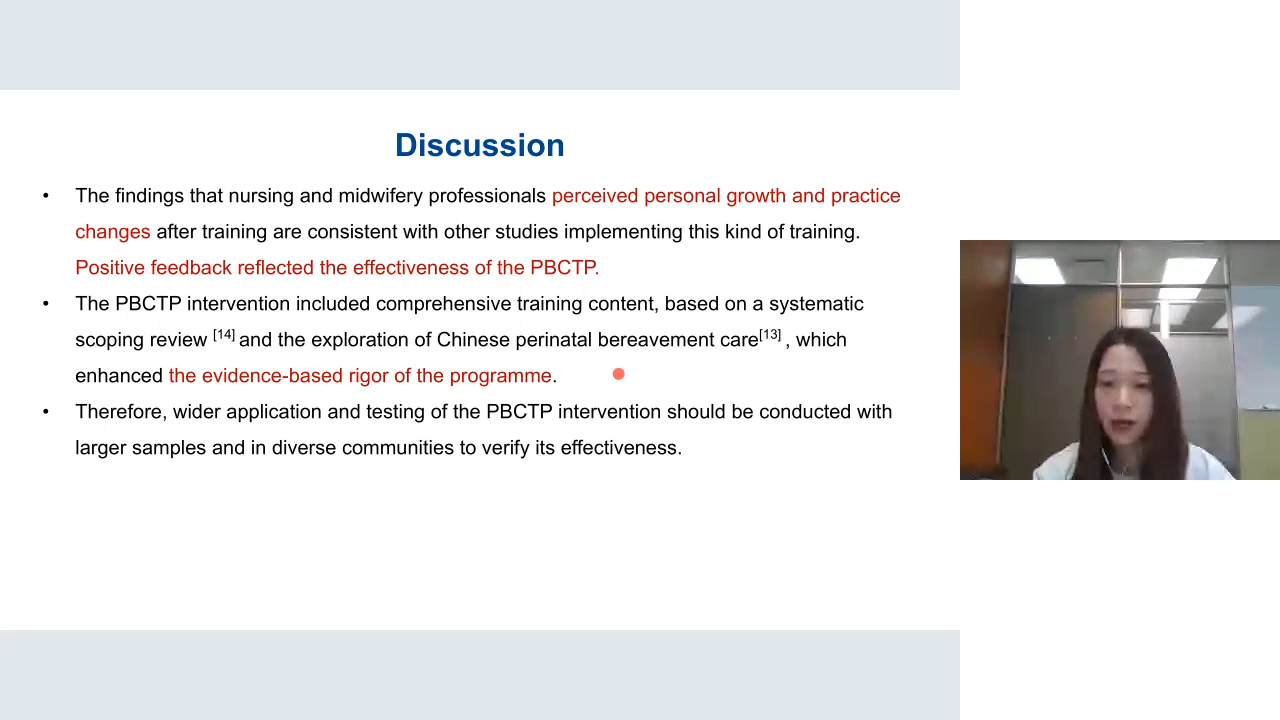 Discussion
• The findings that nursing and midwifery professionals perceived personal growth and practice
changes after training are consistent with other studies implementing this kind of training.
Positive feedback reflected the effectiveness of the PBCTP.
• The PBCTP intervention included comprehensive training content, based on a systematic
scoping review [14] and the exploration of Chinese perinatal bereavement care[13] , which
enhanced the evidence-based rigor of the programme.
• Therefore, wider application and testing of the PBCTP intervention should be conducted with
larger samples and in diverse communities to verify its effectiveness.